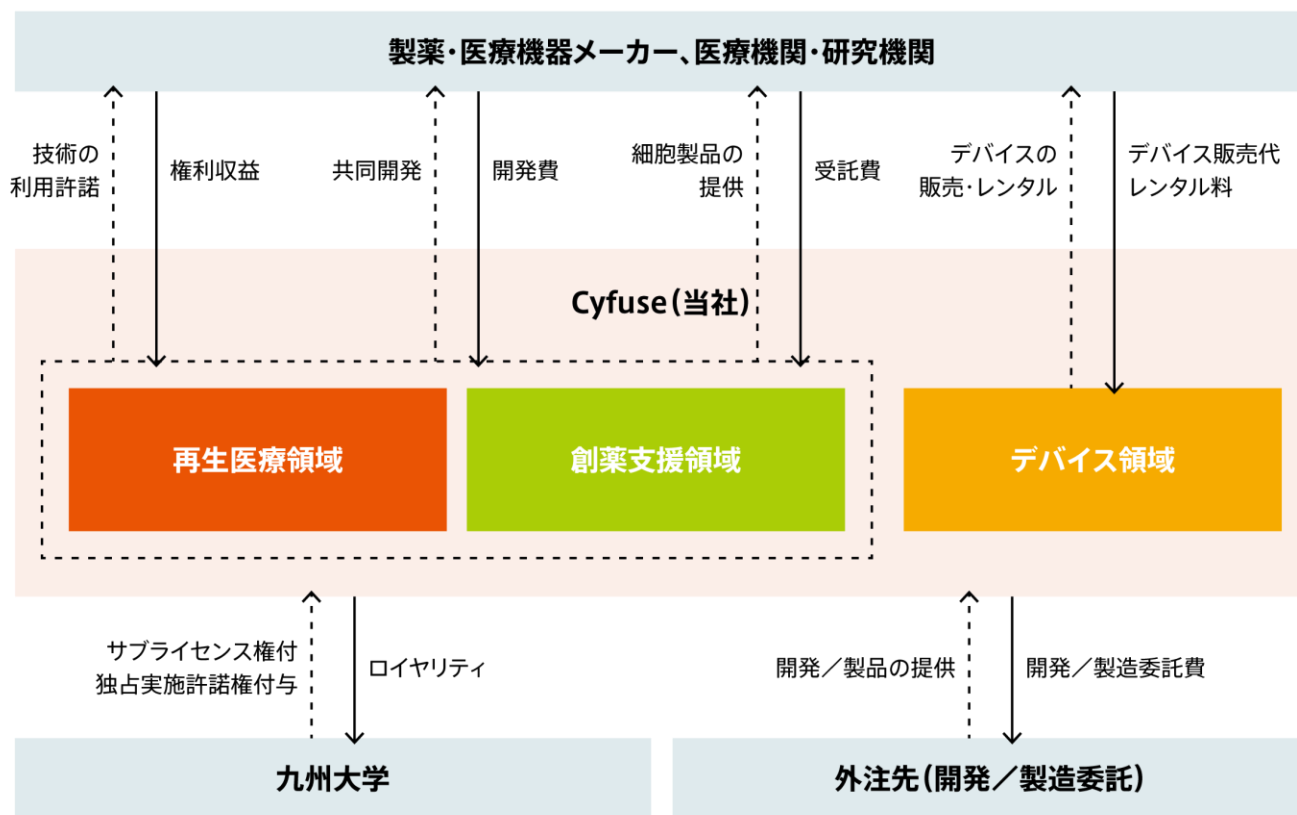 製薬・医療機器メーカー、医療機関・研究機関
技術の
利用許諾
権利収益
共同開発
開発費
細胞製品の
提供
受託費
デバイスの
販売・レンタル
デバイス販売代
レンタル料
Cyfuse(当社)
再生医療領域
創薬支援領域
デバイス領域
サブライセンス権付
独占実施許諾権付与
ロイヤリティ
開発／製品の提供
開発／製造委託費
九州大学
外注先(開発／製造委託)